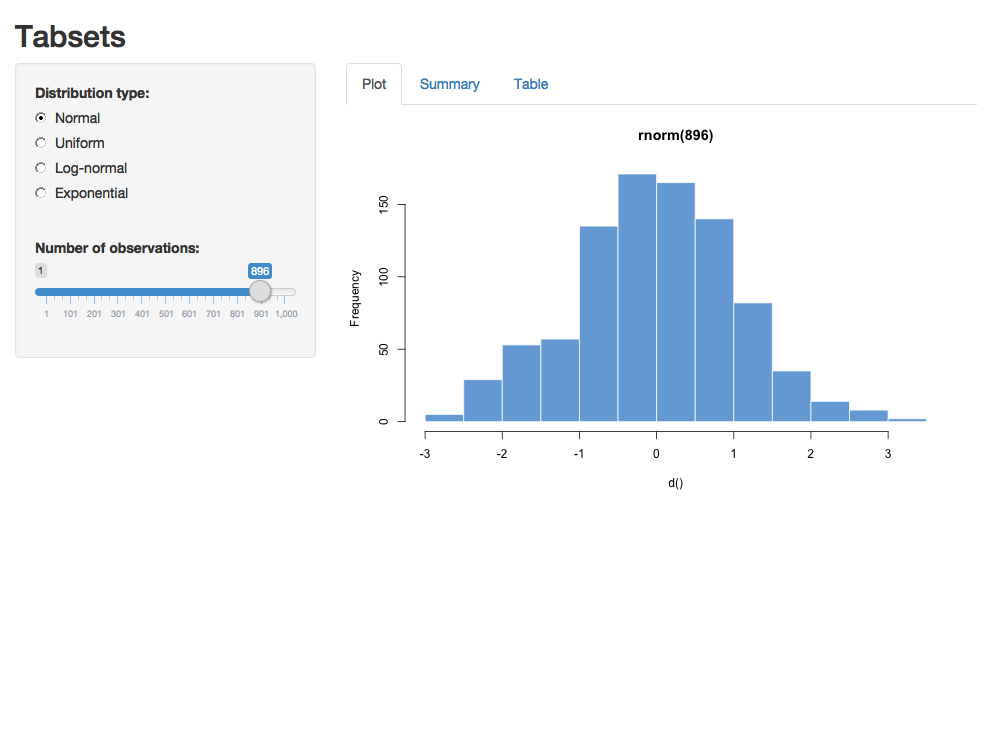 Tabsets
Distribution type:
Normal
Uniform
Log-normal
Exponential
Number of observations:
1 896
1 101 201 301 401 501 601 701 801 901 1,000
Plot Summary Table
rnorm(896)
Frequency
0 50 100 150
-3 -2 -1 0 1 2 3
d()